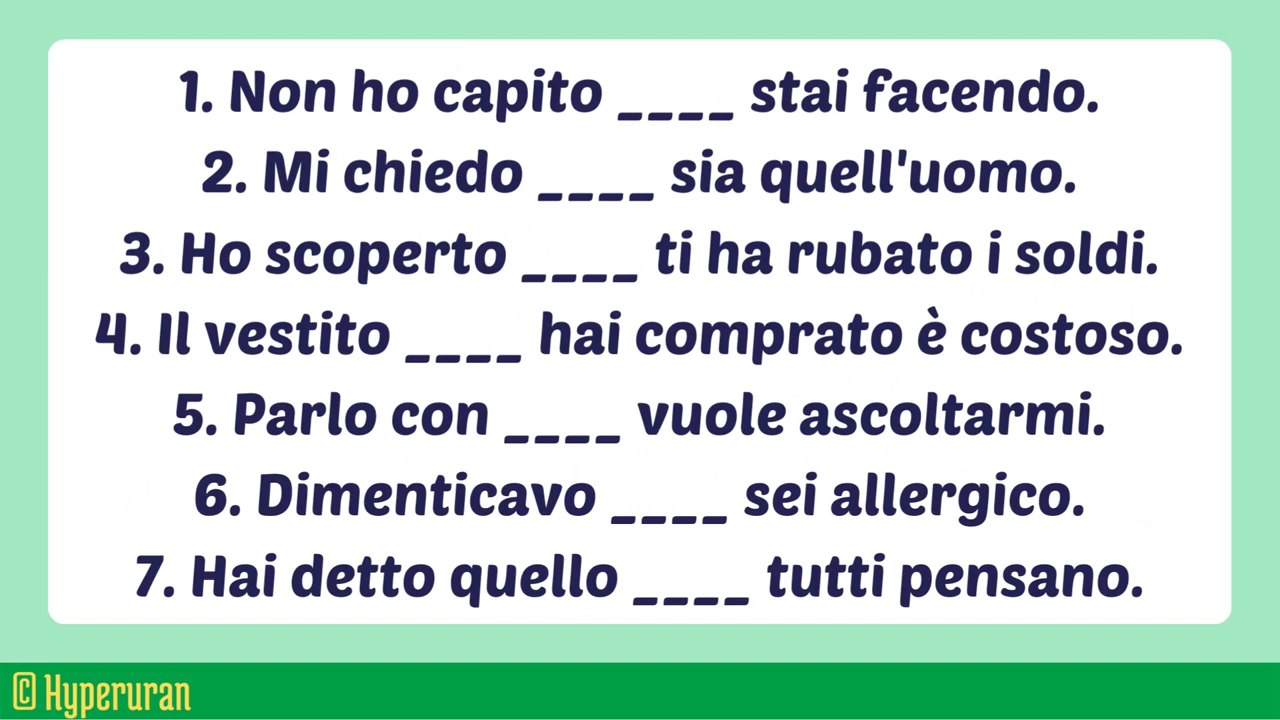 1. Non ho capito ____ stai facendo.
2. Mi chiedo ____ sia quell'uomo.
3. Ho scoperto ____ ti ha rubato i soldi.
4. Il vestito ____ hai comprato è costoso.
5. Parlo con ____ vuole ascoltarmi.
6. Dimenticavo ____ sei allergico.
7. Hai detto quello ____ tutti pensano.
© Hyperuran